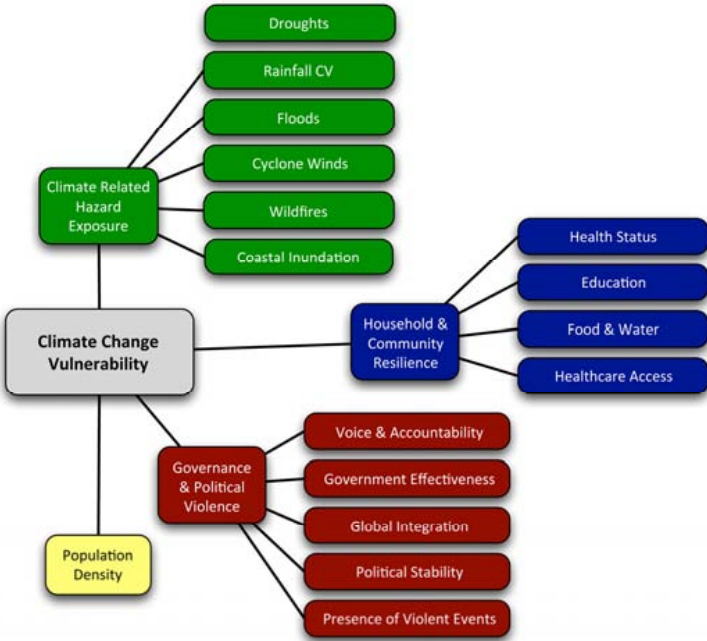 Droughts
Rainfall CV
Floods
Cyclone Winds
Climate Related
Hazard
Exposure
Wildfires
Coastal Inundation
Health Status
Education
Climate Change
Vulnerability
Household &
Community
Resilience
Food & Water
Healthcare Access
Voice & Accountability
Governance
& Political
Violence
Government Effectiveness
Global Integration
Political Stability
Presence of Violent Events
Population
Density